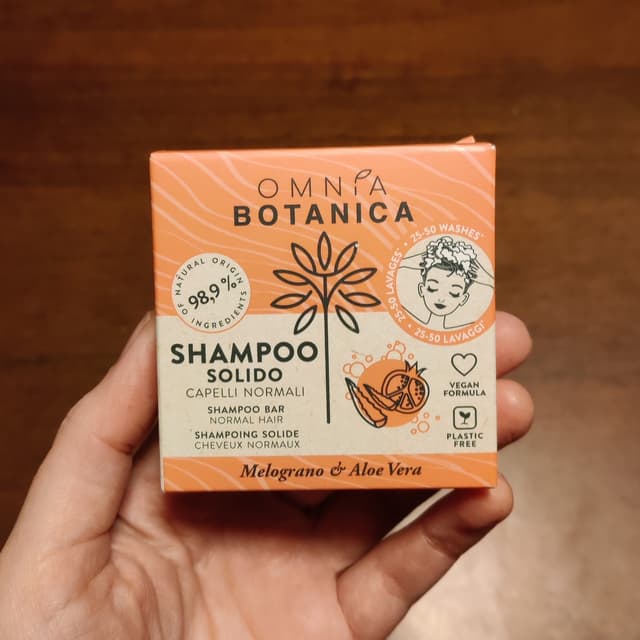 OMNIA
BOTANICA
98,9%
OF NATURAL ORIGIN
INGREDIENTS
25-50 LAVAGES* • 25-50 WASHES*
• 25-50 LAVAGGI*
SHAMPOO
SOLIDO
CAPELLI NORMALI
SHAMPOO BAR
NORMAL HAIR
SHAMPOING SOLIDE
CHEVEUX NORMAUX
VEGAN
FORMULA
PLASTIC
FREE
Melograno & Aloe Vera